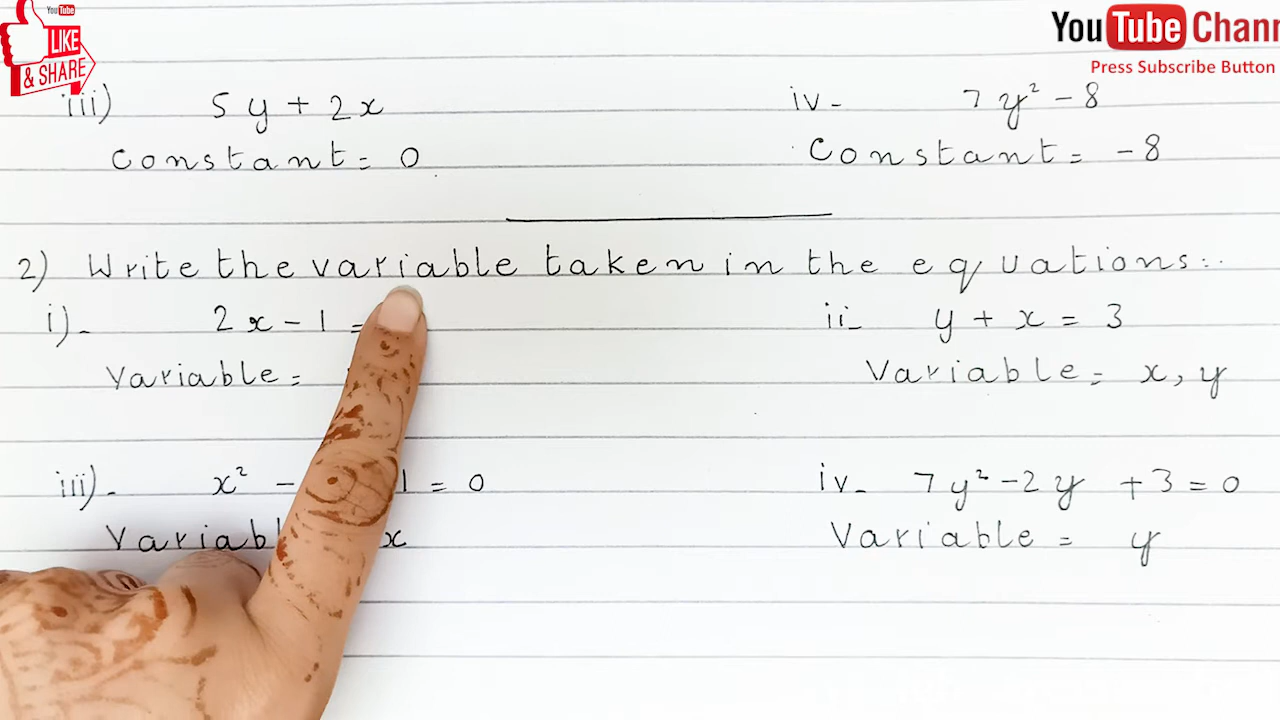 YouTube
LIKE
& SHARE
YouTube Chann
Press Subscribe Button
iii) 5y + 2x
Constant = 0
iv- 7y² - 8
Constant = -8
2) Write the variable taken in the equations:.
i)- 2x - 1 =
Variable =
ii- y + x = 3
Variable = x, y
iii)- x² - 1 = 0
Variabl x
iv- 7y² - 2y + 3 = 0
Variable = y